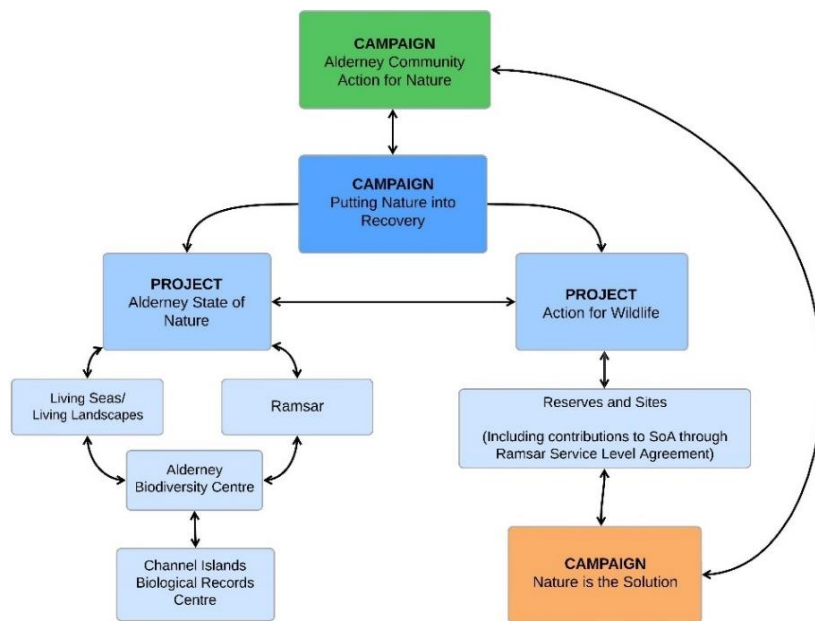 CAMPAIGN
Alderney Community
Action for Nature
CAMPAIGN
Putting Nature into
Recovery
PROJECT
Alderney State of
Nature
PROJECT
Action for Wildlife
Living Seas/
Living Landscapes
Ramsar
Reserves and Sites
(Including contributions to SoA through
Ramsar Service Level Agreement)
Alderney
Biodiversity Centre
Channel Islands
Biological Records
Centre
CAMPAIGN
Nature is the Solution